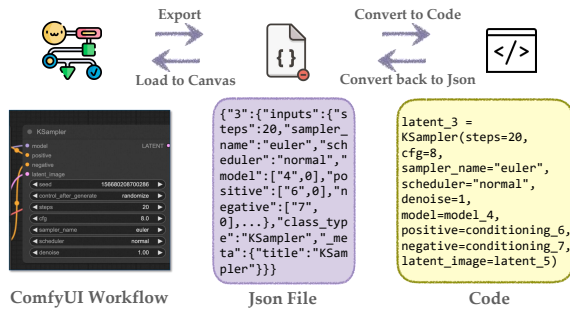 Export
Load to Canvas
{ }
Convert to Code
Convert back to Json
</>
KSampler
model
LATENT
positive
negative
latent_image
seed 156680208700286
control_after_generate randomize
steps 20
cfg 8.0
sampler_name euler
scheduler normal
denoise 1.00
{"3":{"inputs":{"s
teps":20,"sampler_
name":"euler","sch
eduler":"normal","
model":["4",0],"po
sitive":["6",0],"n
egative":["7",
0],...},"class_typ
e":"KSampler","_me
ta":{"title":"KSam
pler"}}}
latent_3 =
KSampler(steps=20,
cfg=8,
sampler_name="euler",
scheduler="normal",
denoise=1,
model=model_4,
positive=conditioning_6,
negative=conditioning_7,
latent_image=latent_5)
ComfyUI Workflow
Json File
Code